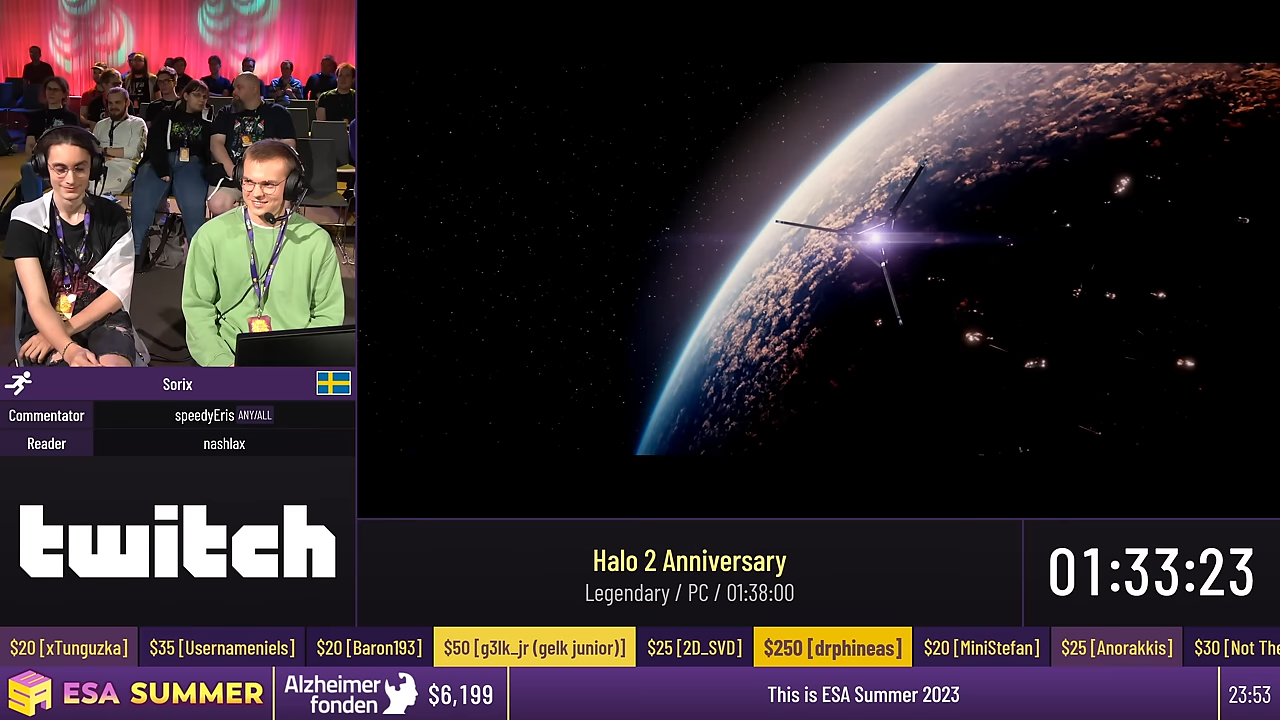 Sorix
Commentator speedyEris ANY/ALL
Reader nashlax
twitch
Halo 2 Anniversary
Legendary / PC / 01:38:00
01:33:23
$20 [xTunguzka] $35 [Usernameniels] $20 [Baron193] $50 [g3lk_jr (gelk junior)] $25 [2D_SVD] $250 [drphineas] $20 [MiniStefan] $25 [Anorakkis] $30 [Not The
ESA SUMMER
Alzheimer
fonden
$6,199
This is ESA Summer 2023
23:53